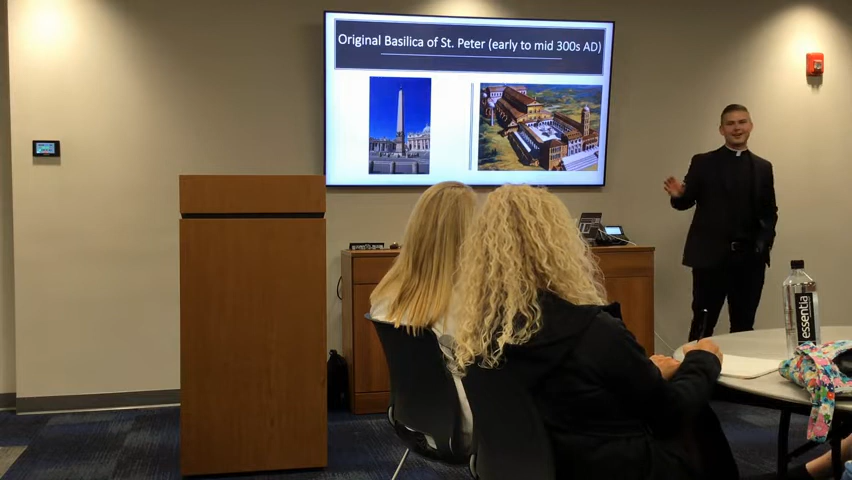 Original Basilica of St. Peter (early to mid 300s AD)
essentia